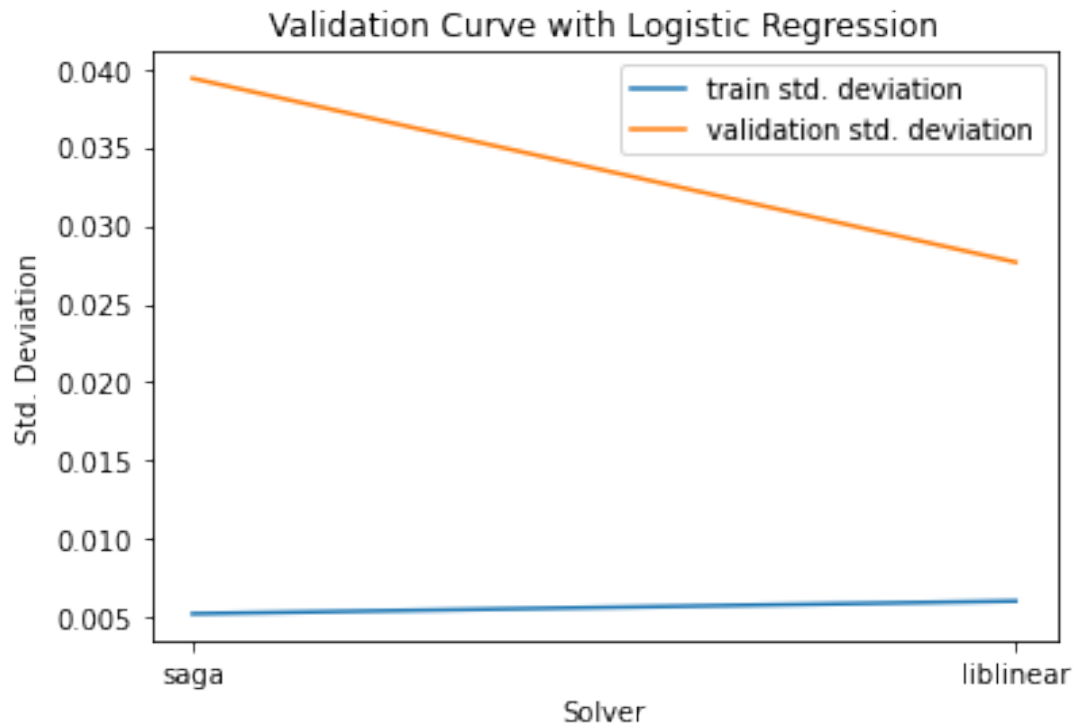 Validation Curve with Logistic Regression
train std. deviation
validation std. deviation
0.040
0.035
0.030
0.025
0.020
0.015
0.010
0.005
Std. Deviation
saga
liblinear
Solver